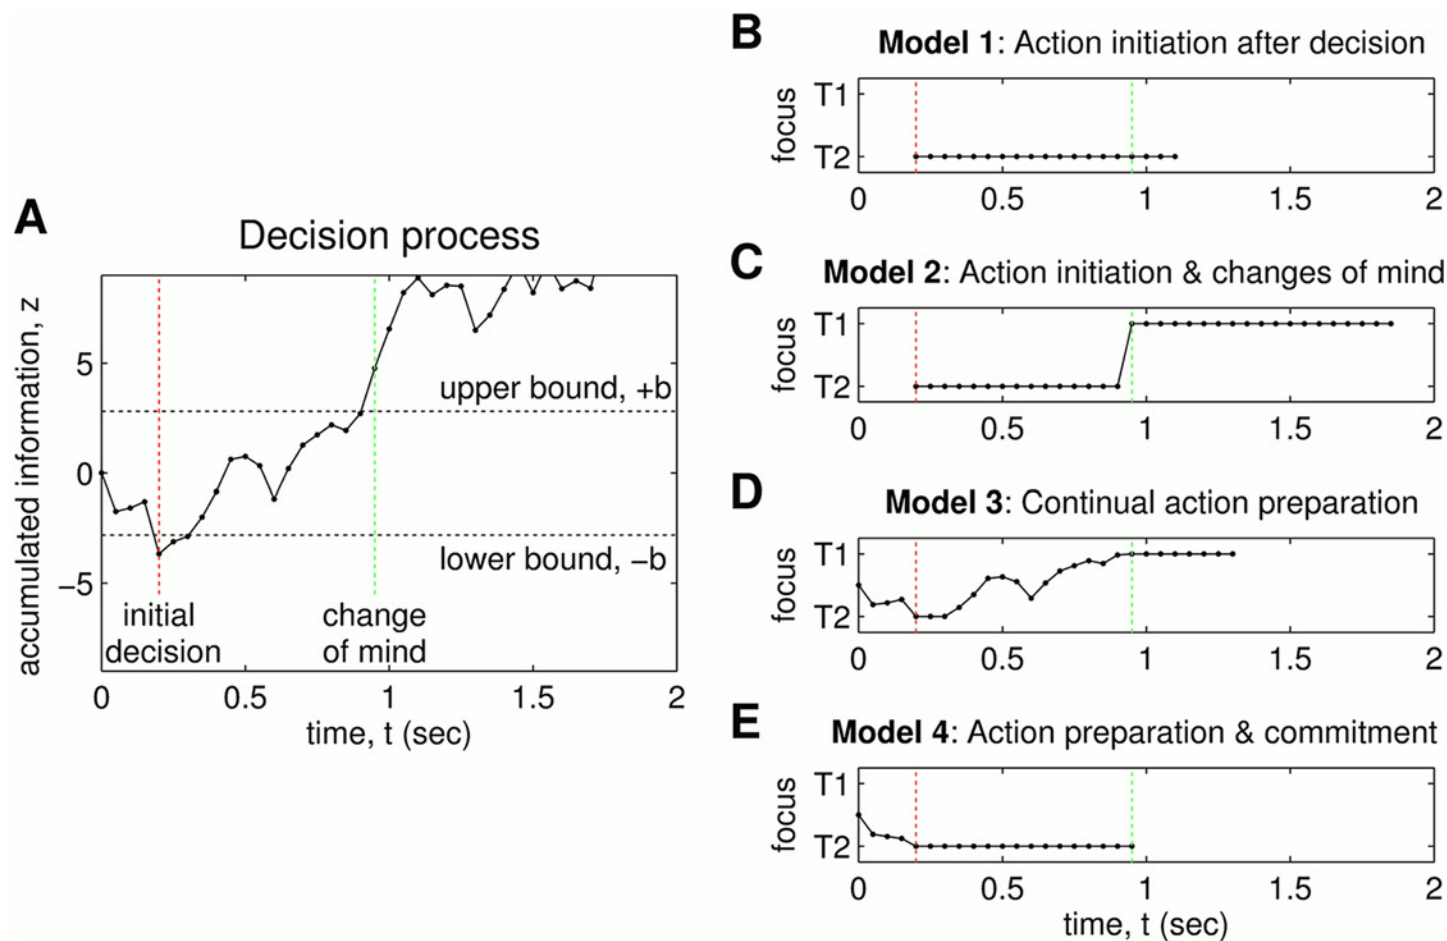 A
Decision process
accumulated information, z
5
0
−5
upper bound, +b
lower bound, −b
initial
decision
change
of mind
0 0.5 1 1.5 2
time, t (sec)
B
Model 1: Action initiation after decision
focus
T1
T2
0 0.5 1 1.5 2
C
Model 2: Action initiation & changes of mind
focus
T1
T2
0 0.5 1 1.5 2
D
Model 3: Continual action preparation
focus
T1
T2
0 0.5 1 1.5 2
E
Model 4: Action preparation & commitment
focus
T1
T2
0 0.5 1 1.5 2
time, t (sec)